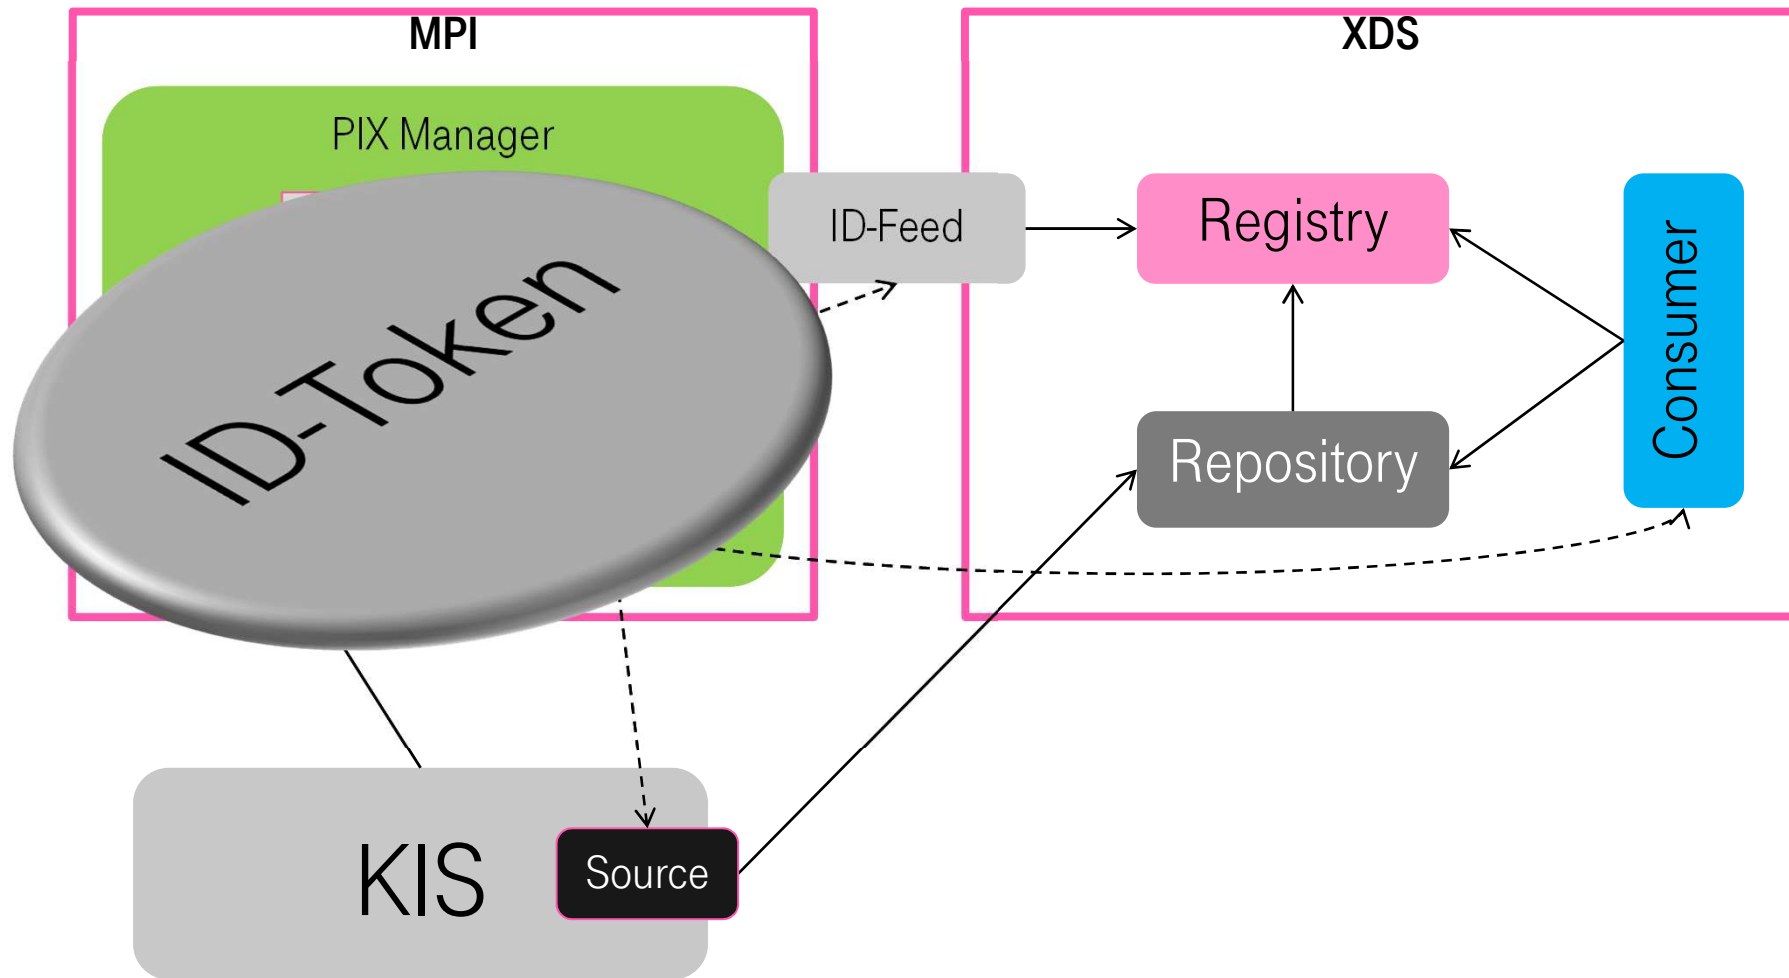 MPI
XDS
PIX Manager
ID-Feed
Registry
Consumer
ID-Token
Repository
KIS
Source